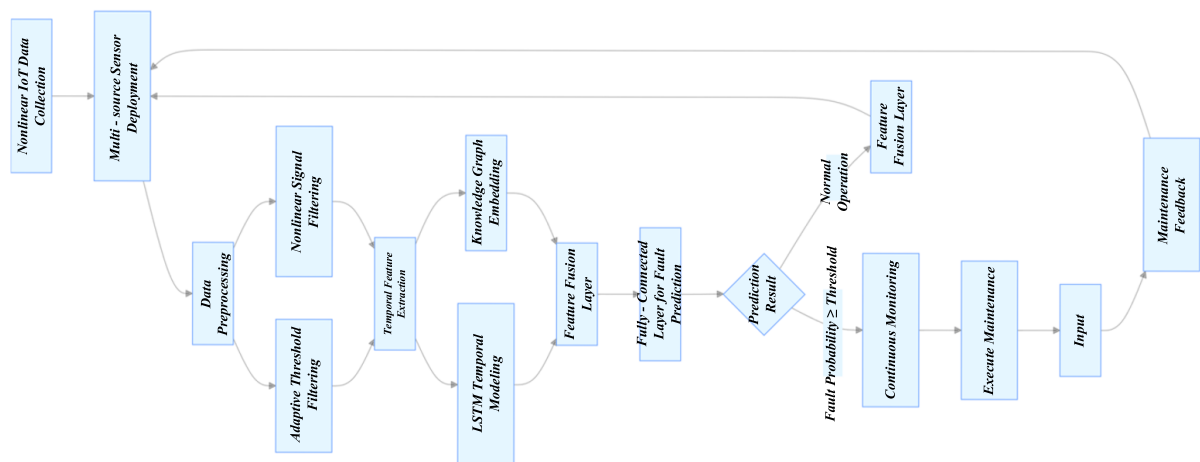 Nonlinear IoT Data
Collection
Multi - source Sensor
Deployment
Data
Preprocessing
Nonlinear Signal
Filtering
Adaptive Threshold
Filtering
Temporal Feature
Extraction
Knowledge Graph
Embedding
LSTM Temporal
Modeling
Feature Fusion
Layer
Fully - Connected
Layer for Fault
Prediction
Prediction
Result
Normal
Operation
Fault Probability ≥ Threshold
Feature
Fusion Layer
Continuous Monitoring
Execute Maintenance
Input
Maintenance
Feedback